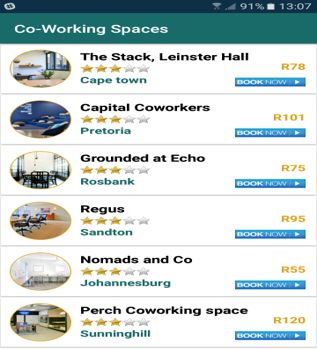 91% 13:07
Co-Working Spaces
The Stack, Leinster Hall
R78
Cape town
BOOK NOW
Capital Coworkers
R101
Pretoria
BOOK NOW
Grounded at Echo
R75
Rosbank
BOOK NOW
Regus
R95
Sandton
BOOK NOW
Nomads and Co
R55
Johannesburg
BOOK NOW
Perch Coworking space
R120
Sunninghill
BOOK NOW